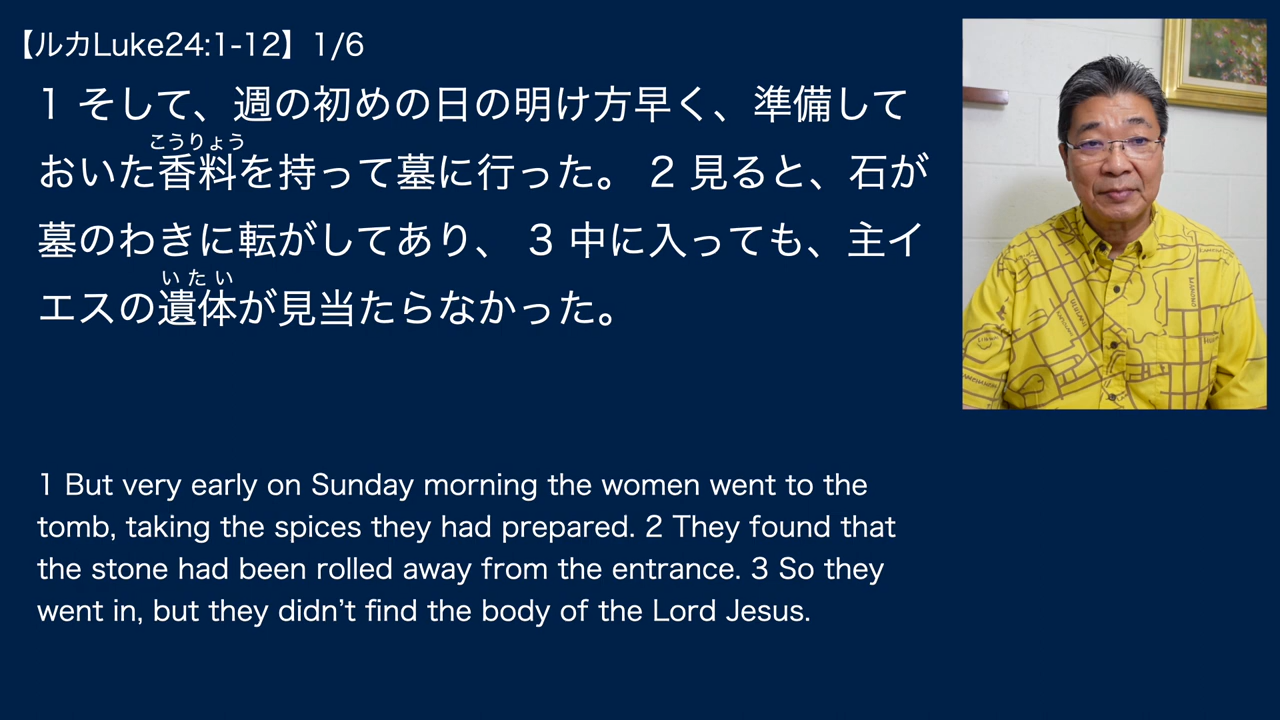 【ルカLuke24:1-12】1/6
1 そして、週の初めの日の明け方早く、準備して
こうりょう
おいた香料を持って墓に行った。 2 見ると、石が
墓のわきに転がしてあり、 3 中に入っても、主イ
いたい
エスの遺体が見当たらなかった。
1 But very early on Sunday morning the women went to the
tomb, taking the spices they had prepared. 2 They found that
the stone had been rolled away from the entrance. 3 So they
went in, but they didn’t find the body of the Lord Jesus.